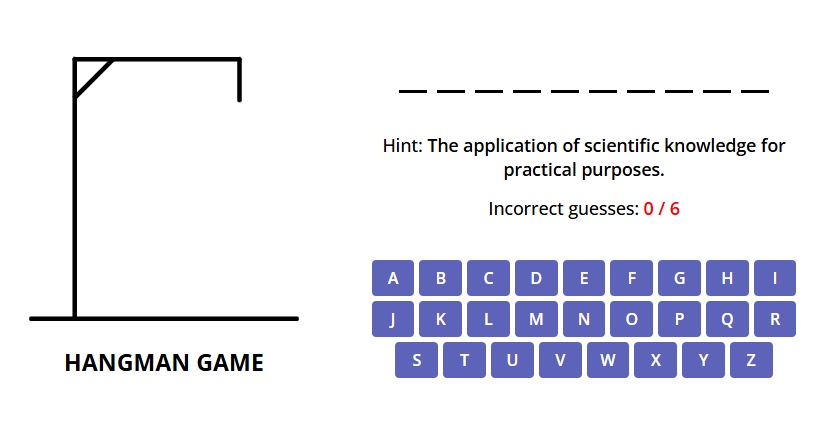 Hint: The application of scientific knowledge for
practical purposes.
Incorrect guesses: 0 / 6
A B C D E F G H I
J K L M N O P Q R
S T U V W X Y Z
HANGMAN GAME